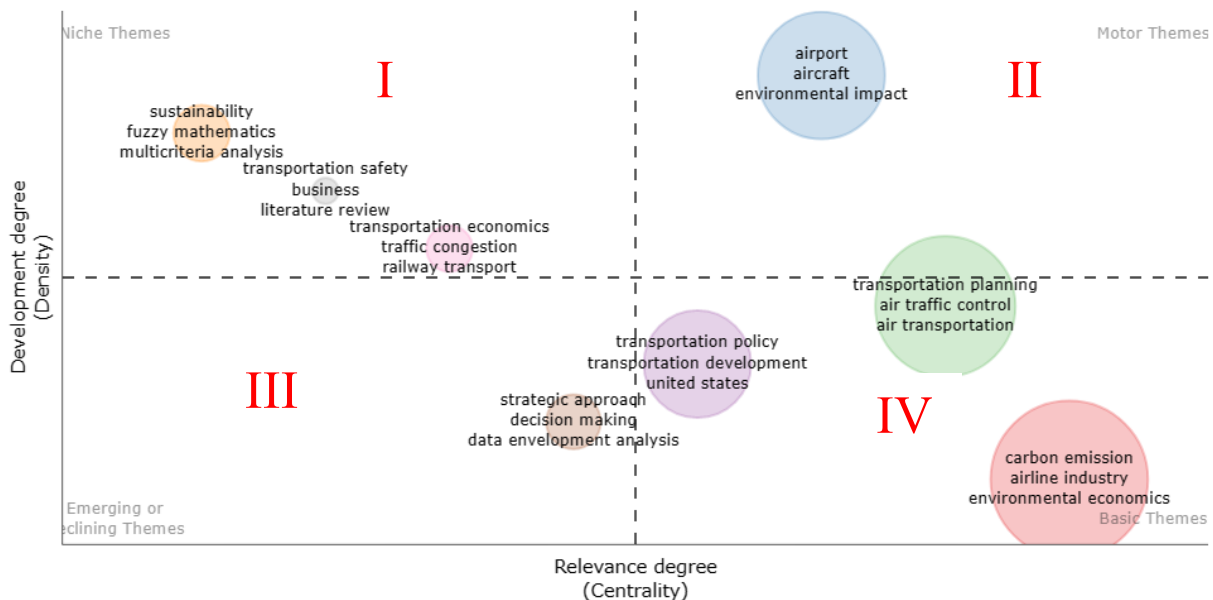 Niche Themes
Motor Themes
I
II
airport
aircraft
environmental impact
sustainability
fuzzy mathematics
multicriteria analysis
transportation safety
business
literature review
transportation economics
traffic congestion
railway transport
transportation planning
air traffic control
air transportation
transportation policy
transportation development
united states
III
IV
strategic approach
decision making
data envelopment analysis
carbon emission
airline industry
environmental economics
Emerging or
eclining Themes
Basic Themes
Development degree
(Density)
Relevance degree
(Centrality)